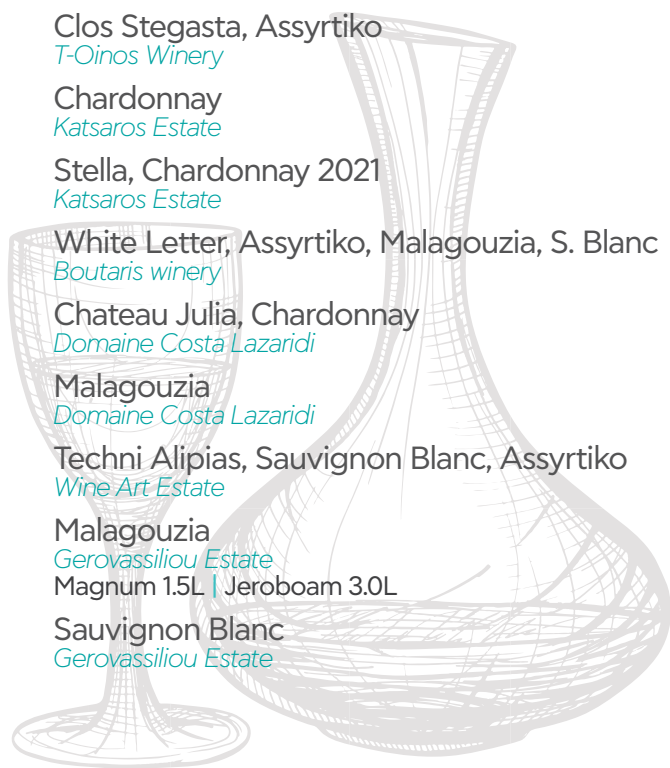 Clos Stegasta, Assyrtiko
T-Oinos Winery
Chardonnay
Katsaros Estate
Stella, Chardonnay 2021
Katsaros Estate
White Letter, Assyrtiko, Malagouzia, S. Blanc
Boutaris winery
Chateau Julia, Chardonnay
Domaine Costa Lazaridi
Malagouzia
Domaine Costa Lazaridi
Techni Alipias, Sauvignon Blanc, Assyrtiko
Wine Art Estate
Malagouzia
Gerovassiliou Estate
Magnum 1.5L | Jeroboam 3.0L
Sauvignon Blanc
Gerovassiliou Estate